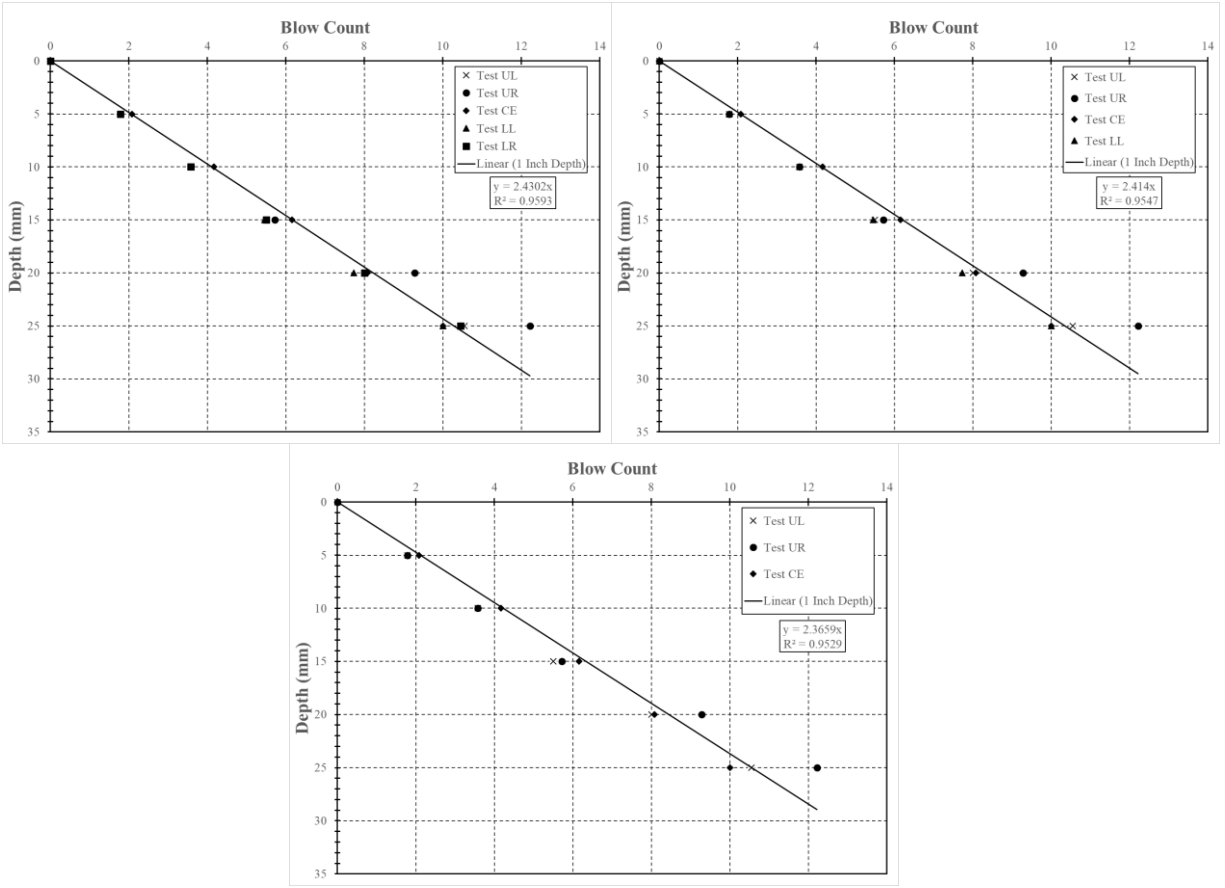 Blow Count
0 2 4 6 8 10 12 14
0
5
10
15
20
25
30
35
Depth (mm)
Test UL
Test UR
Test CE
Test LL
Test LR
Linear (1 Inch Depth)
y = 2.4302x
R² = 0.9593
Blow Count
0 2 4 6 8 10 12 14
0
5
10
15
20
25
30
35
Depth (mm)
Test UL
Test UR
Test CE
Test LL
Linear (1 Inch Depth)
y = 2.414x
R² = 0.9547
Blow Count
0 2 4 6 8 10 12 14
0
5
10
15
20
25
30
35
Depth (mm)
Test UL
Test UR
Test CE
Linear (1 Inch Depth)
y = 2.3659x
R² = 0.9529